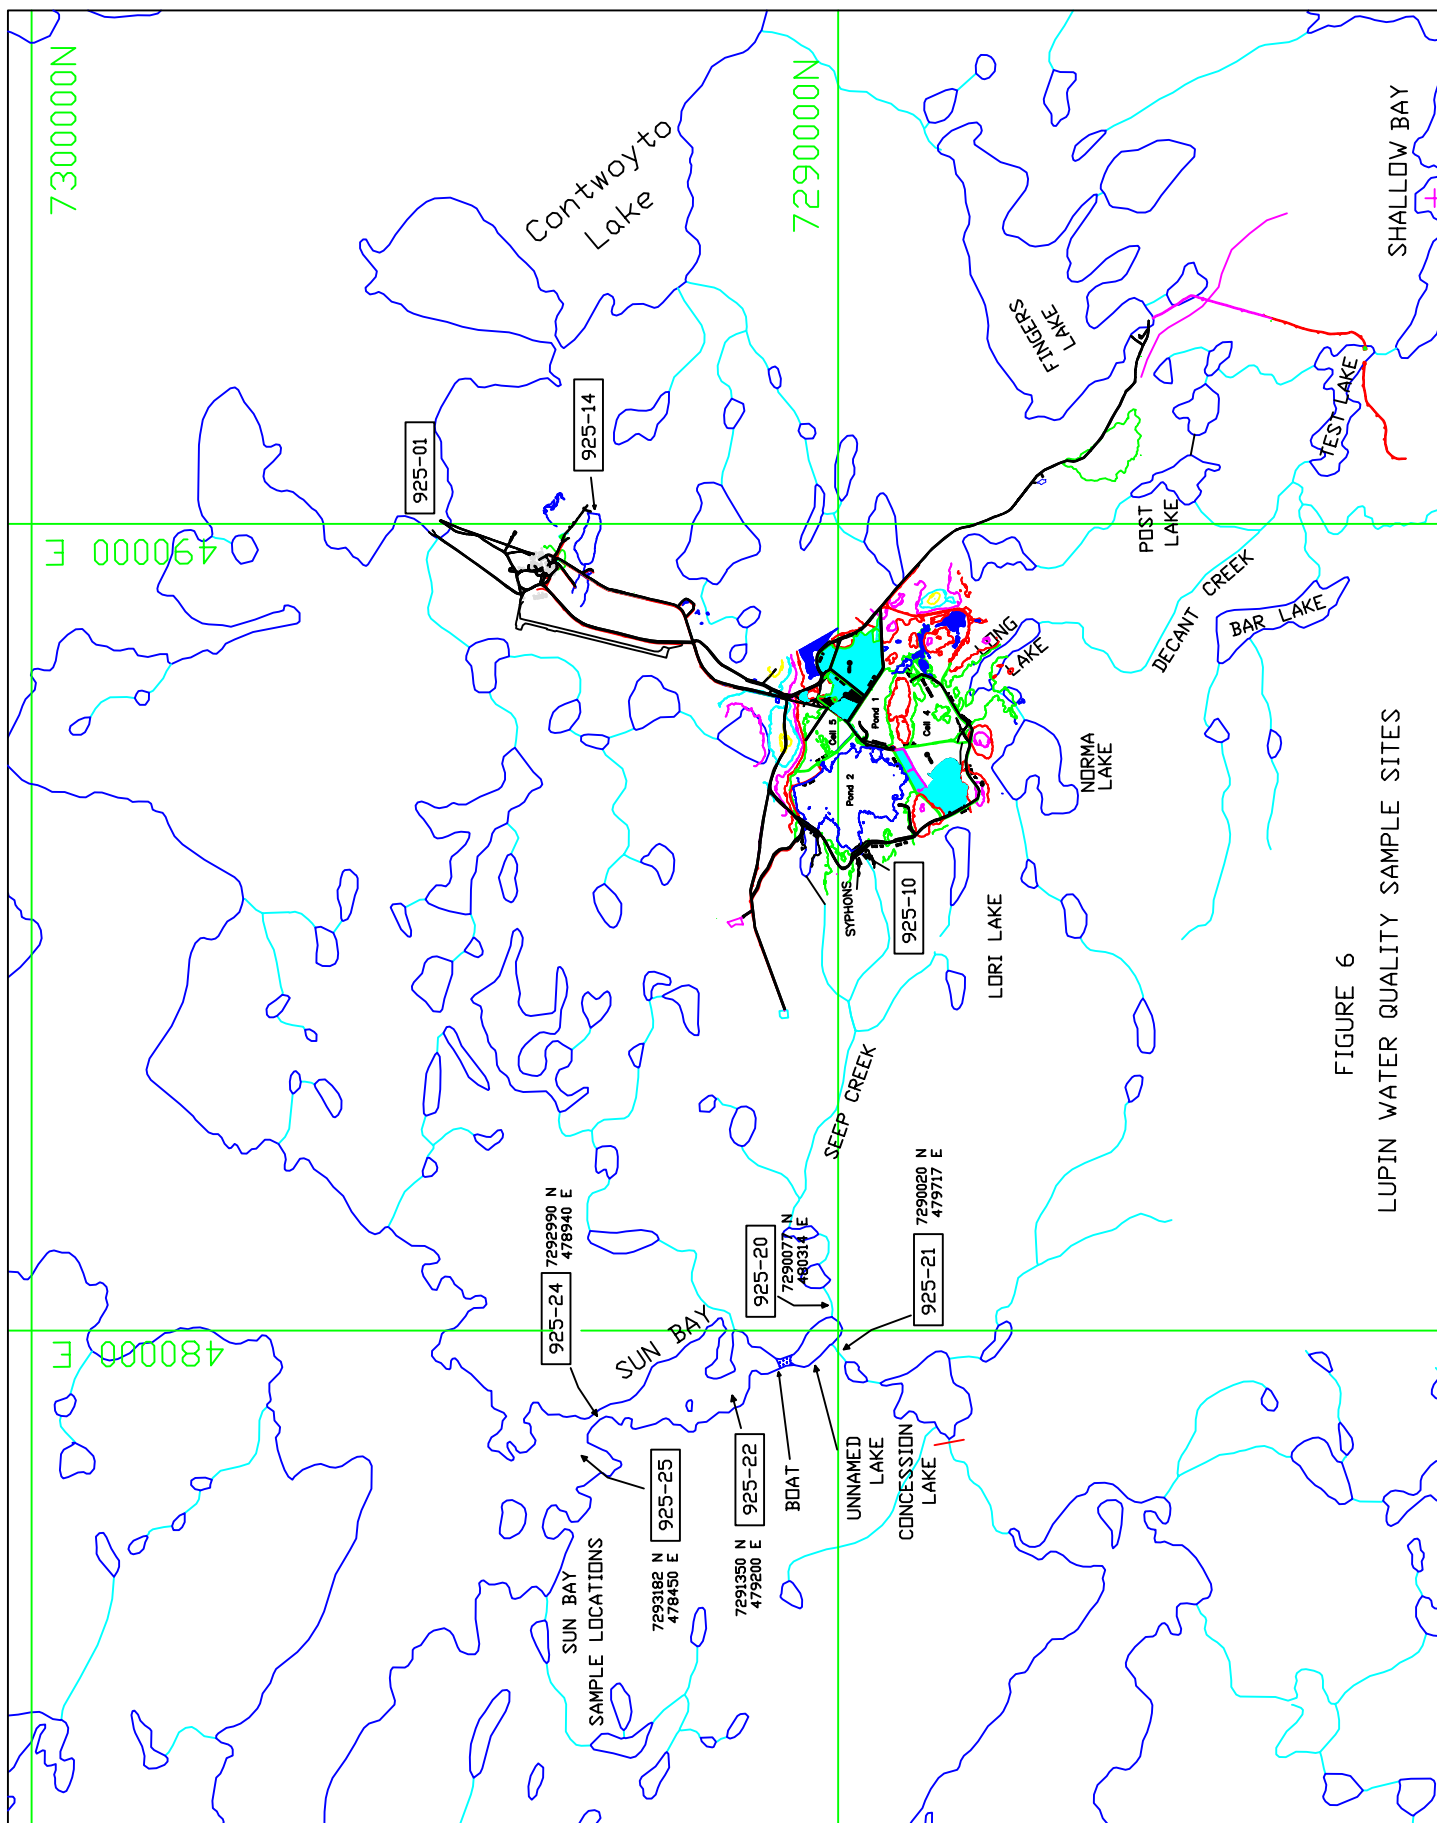 7300000N
7290000N
490000 E
480000 E
Contwoyto
Lake
925-01
925-14
FINGERS
LAKE
SHALLOW BAY
TEST LAKE
POST
LAKE
DECANT CREEK
BAR LAKE
LONG
LAKE
NORMA
LAKE
Cell 5
Pond 1
Cell 4
Pond 2
SYPHONS
925-10
LORI LAKE
SEEP CREEK
925-24
7292990 N
478940 E
925-20
7290077 N
480314 E
925-21
7290020 N
479717 E
SUN BAY
925-25
7293182 N
478450 E
925-22
7291350 N
479200 E
BOAT
UNNAMED
LAKE
CONCESSION
LAKE
SUN BAY
SAMPLE LOCATIONS
FIGURE 6
LUPIN WATER QUALITY SAMPLE SITES